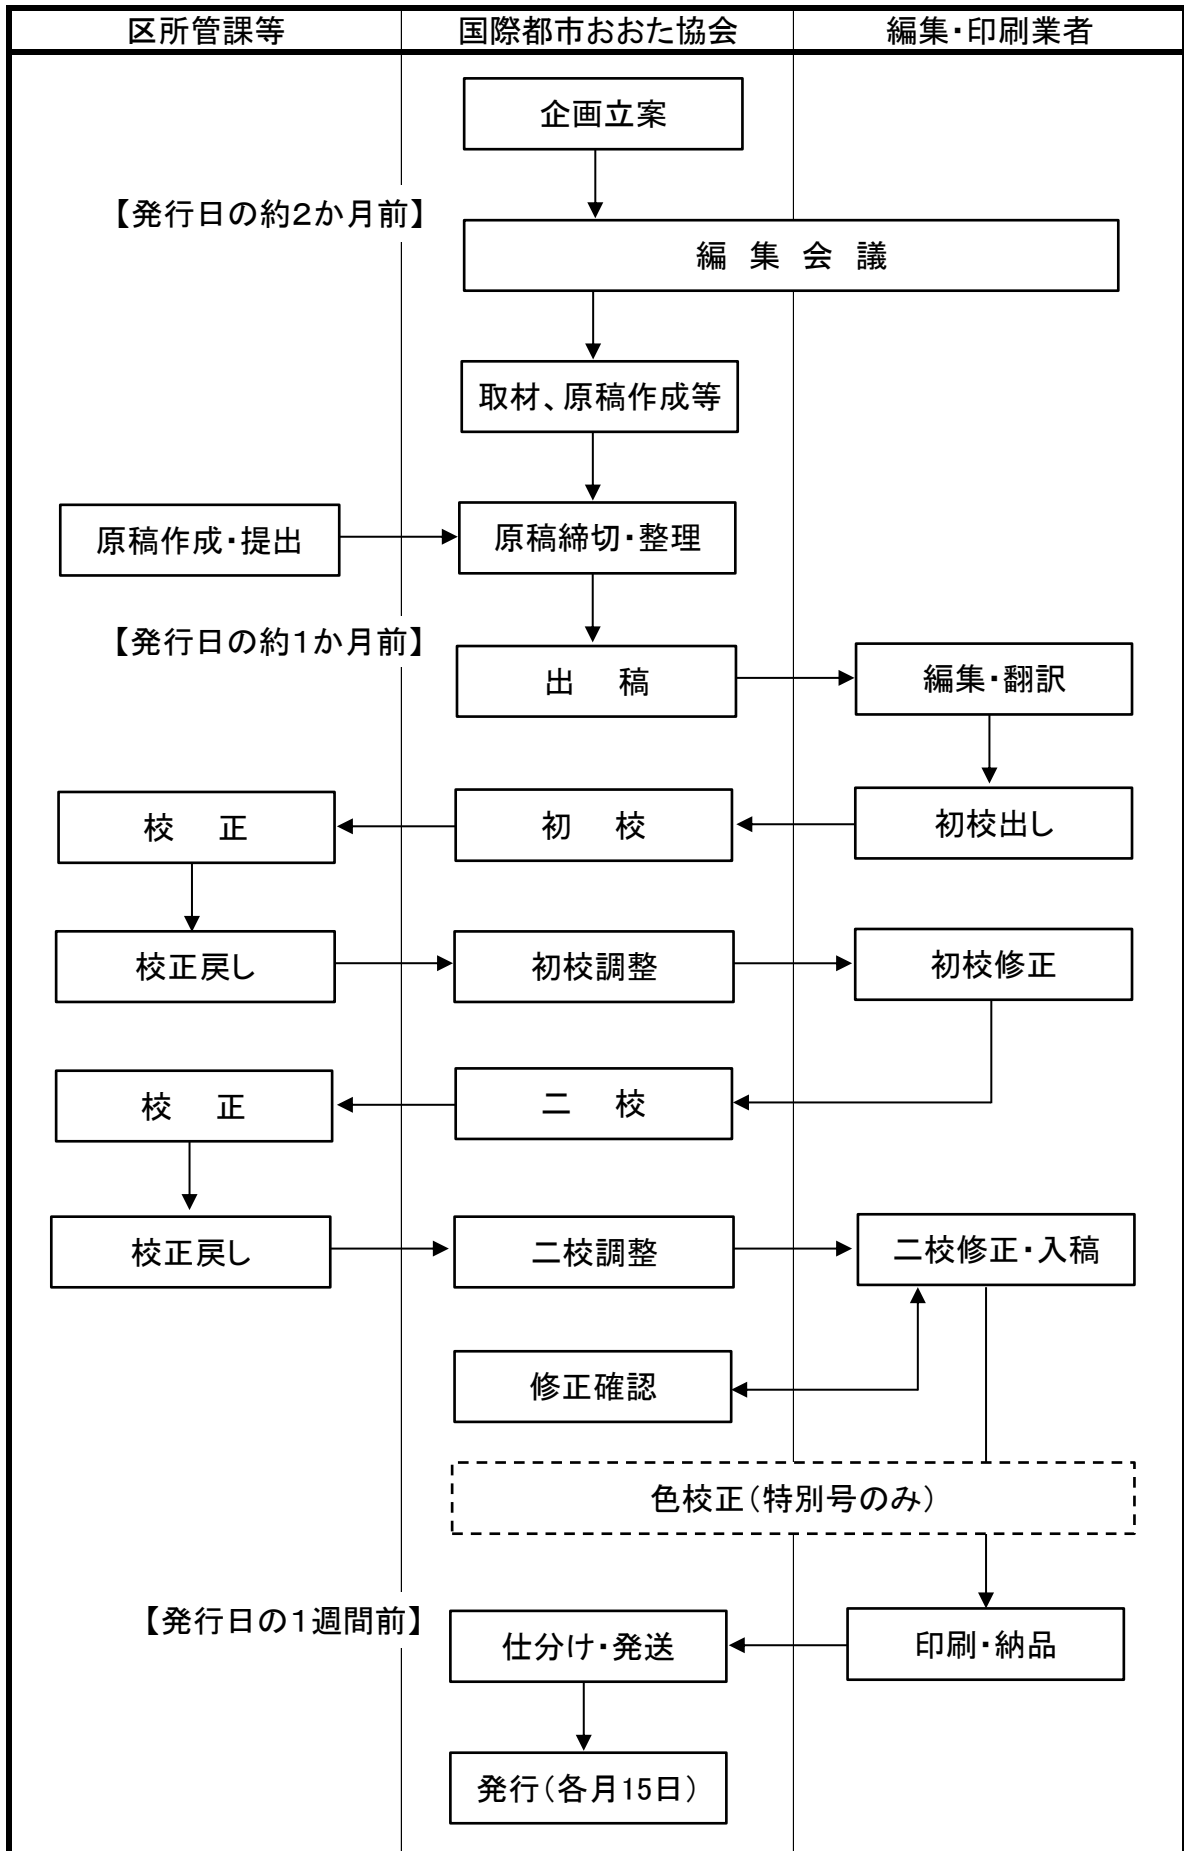 区所管課等
国際都市おおた協会
編集・印刷業者
企画立案
【発行日の約2か月前】
編　集　会　議
取材、原稿作成等
原稿作成・提出
原稿締切・整理
【発行日の約1か月前】
出　稿
編集・翻訳
校　正
初　校
初校出し
校正戻し
初校調整
初校修正
校　正
二　校
校正戻し
二校調整
二校修正・入稿
修正確認
色校正(特別号のみ)
【発行日の1週間前】
仕分け・発送
印刷・納品
発行(各月15日)